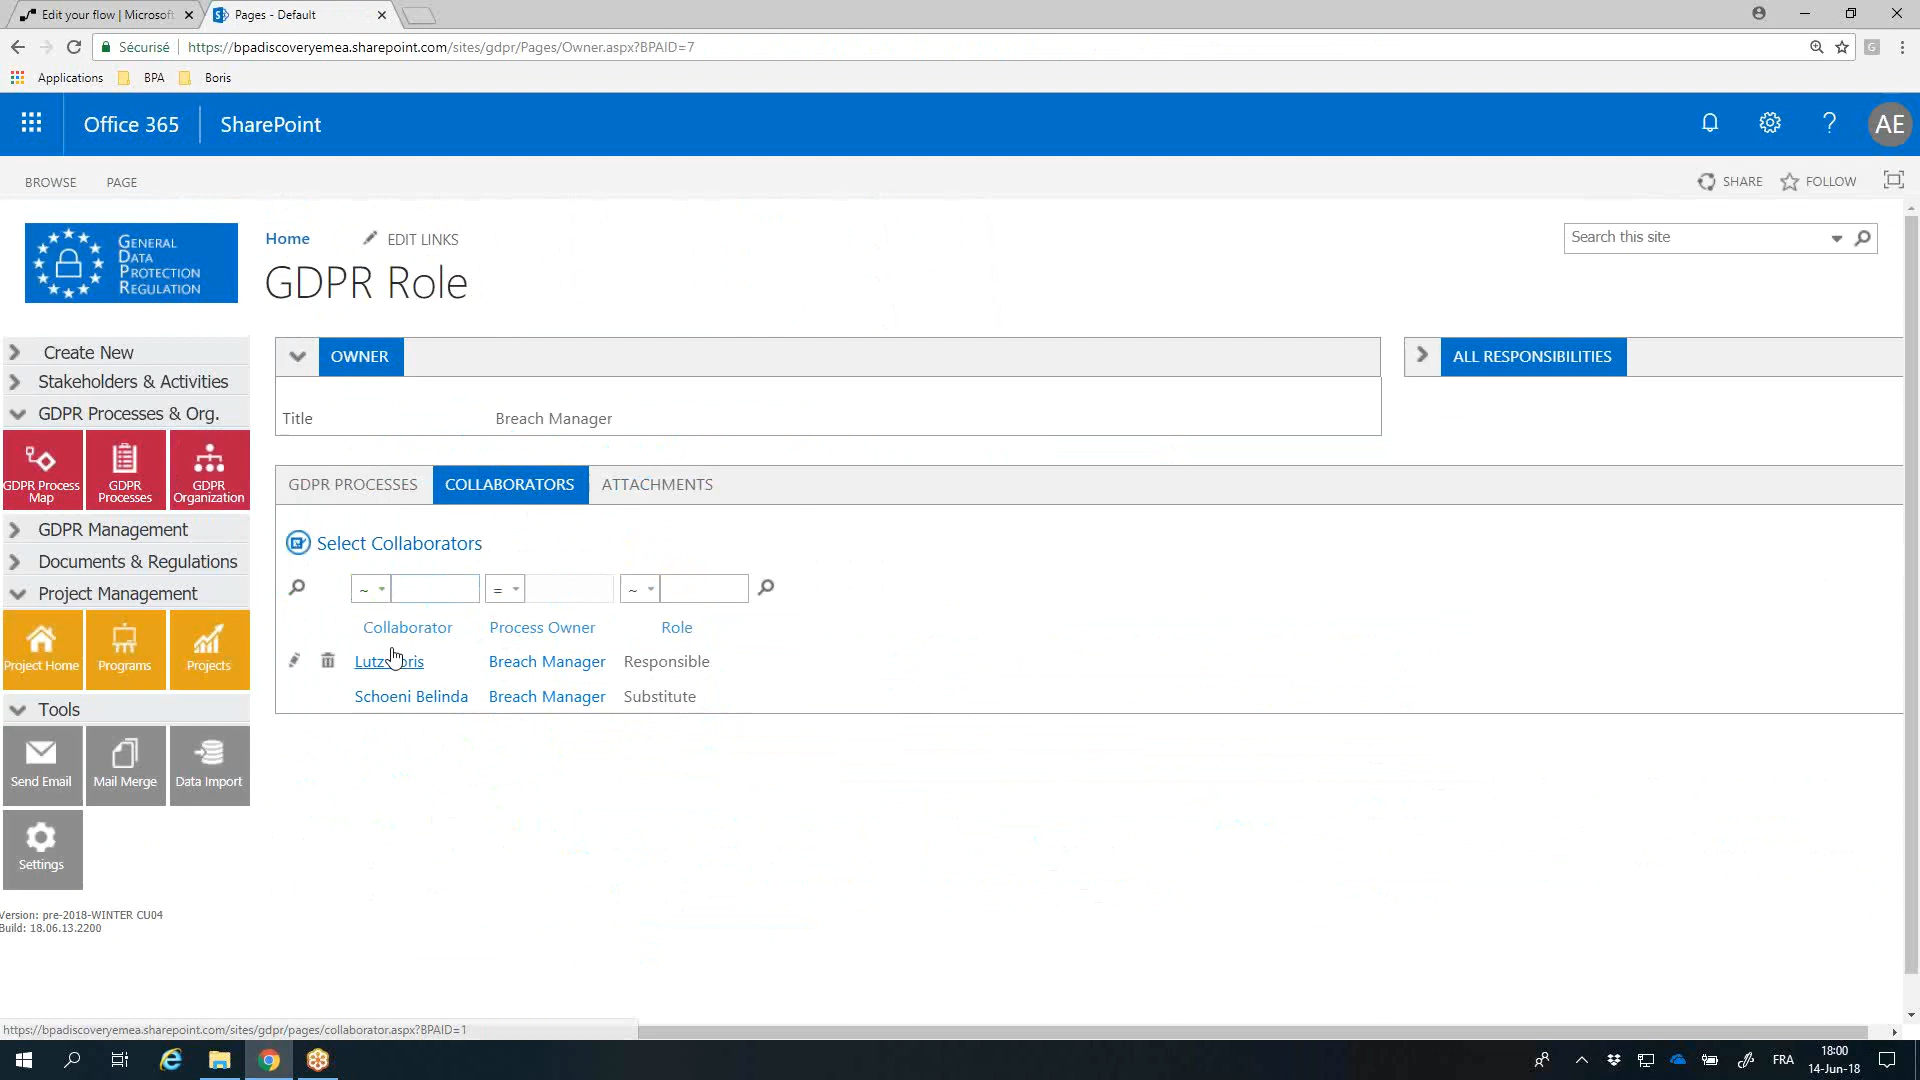 Edit your flow | Microsoft
Pages - Default
Sécurisé
https://bpadiscoveryemea.sharepoint.com/sites/gdpr/Pages/Owner.aspx?BPAID=7
G
Applications
BPA
Boris
Office 365
SharePoint
?
AE
BROWSE
PAGE
SHARE
FOLLOW
GENERAL
DATA
PROTECTION
REGULATION
Home
EDIT LINKS
Search this site
GDPR Role
Create New
Stakeholders & Activities
GDPR Processes & Org.
GDPR Process
Map
GDPR
Processes
GDPR
Organization
GDPR Management
Documents & Regulations
Project Management
Project Home
Programs
Projects
Tools
Send Email
Mail Merge
Data Import
Settings
Version: pre-2018-WINTER CU04
Build: 18.06.13.2200
OWNER
ALL RESPONSIBILITIES
Title
Breach Manager
GDPR PROCESSES
COLLABORATORS
ATTACHMENTS
Select Collaborators
~
=
~
Collaborator
Process Owner
Role
Lutz Boris
Breach Manager
Responsible
Schoeni Belinda
Breach Manager
Substitute
https://bpadiscoveryemea.sharepoint.com/sites/gdpr/pages/collaborator.aspx?BPAID=1
FRA
18:00
14-Jun-18